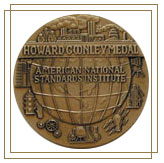 HOWARD COONLEY MEDAL
AMERICAN NATIONAL
STANDARDS INSTITUTE